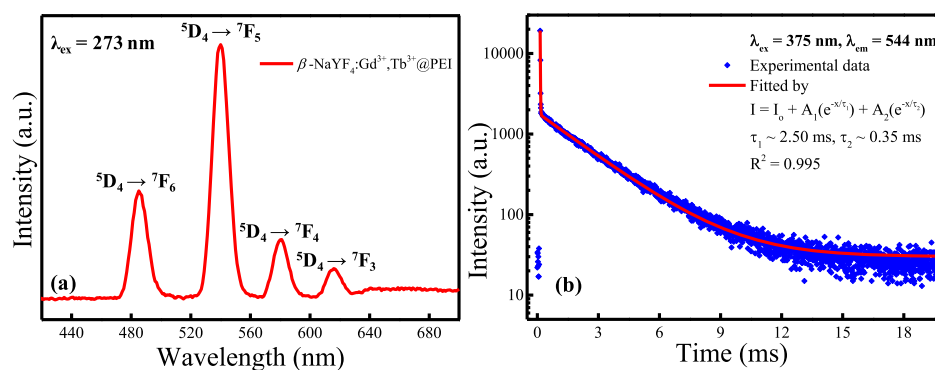 λex = 273 nm
⁵D₄ → ⁷F₅
β-NaYF₄:Gd³⁺,Tb³⁺@PEI
⁵D₄ → ⁷F₆
⁵D₄ → ⁷F₄
⁵D₄ → ⁷F₃
(a)
Intensity (a.u.)
440 480 520 560 600 640 680
Wavelength (nm)
λex = 375 nm, λem = 544 nm
Experimental data
Fitted by
I = Iₒ + A₁(e^-x/τ₁) + A₂(e^-x/τ₂)
τ₁ ~ 2.50 ms, τ₂ ~ 0.35 ms
R² = 0.995
10000
1000
100
10
(b)
Intensity (a.u.)
0 3 6 9 12 15 18
Time (ms)